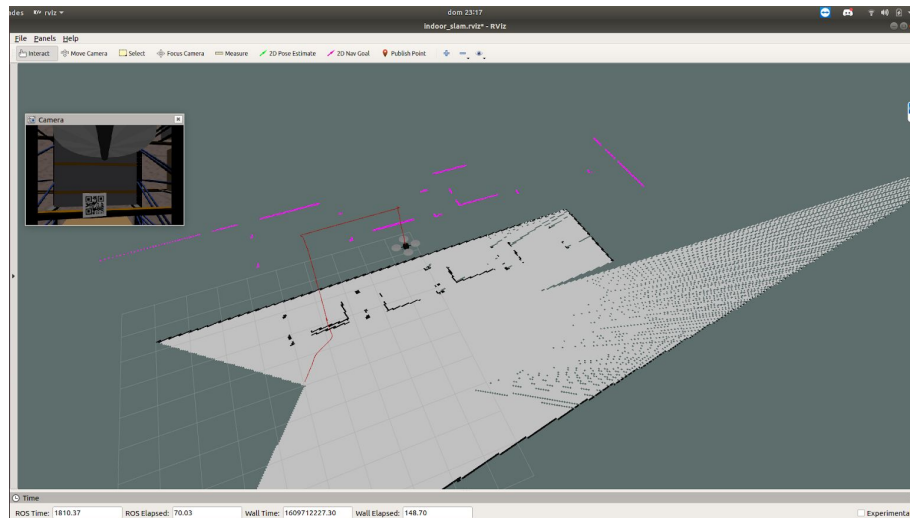 ades rviz dom 23:17
indoor_slam.rviz* - RViz
File Panels Help
Interact Move Camera Select Focus Camera Measure 2D Pose Estimate 2D Nav Goal Publish Point
Camera
Time
ROS Time: 1810.37 ROS Elapsed: 70.03 Wall Time: 1609712227.30 Wall Elapsed: 148.70 Experimenta